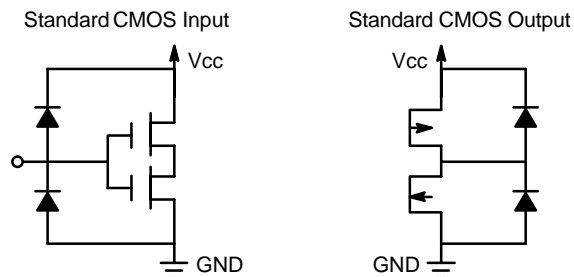 Standard CMOS Input
Standard CMOS Output
Vcc
Vcc
GND
GND